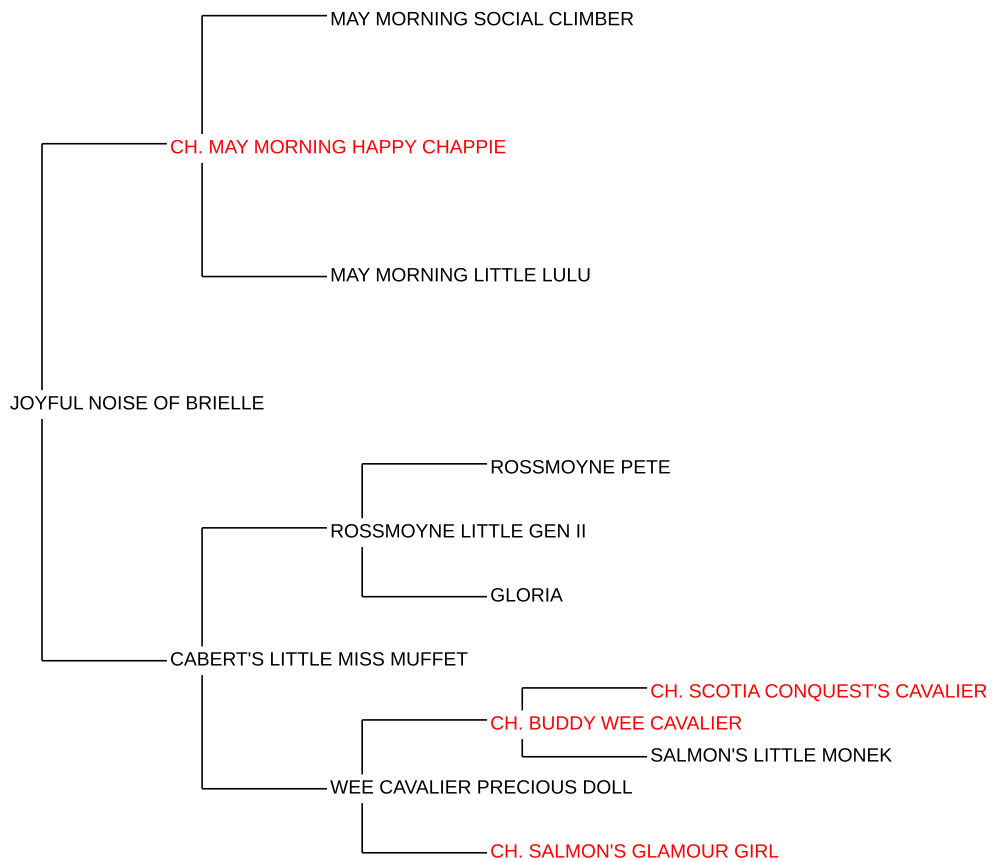 MAY MORNING SOCIAL CLIMBER
CH. MAY MORNING HAPPY CHAPPIE
MAY MORNING LITTLE LULU
JOYFUL NOISE OF BRIELLE
ROSSMOYNE PETE
ROSSMOYNE LITTLE GEN II
GLORIA
CABERT'S LITTLE MISS MUFFET
CH. SCOTIA CONQUEST'S CAVALIER
CH. BUDDY WEE CAVALIER
SALMON'S LITTLE MONEK
WEE CAVALIER PRECIOUS DOLL
CH. SALMON'S GLAMOUR GIRL